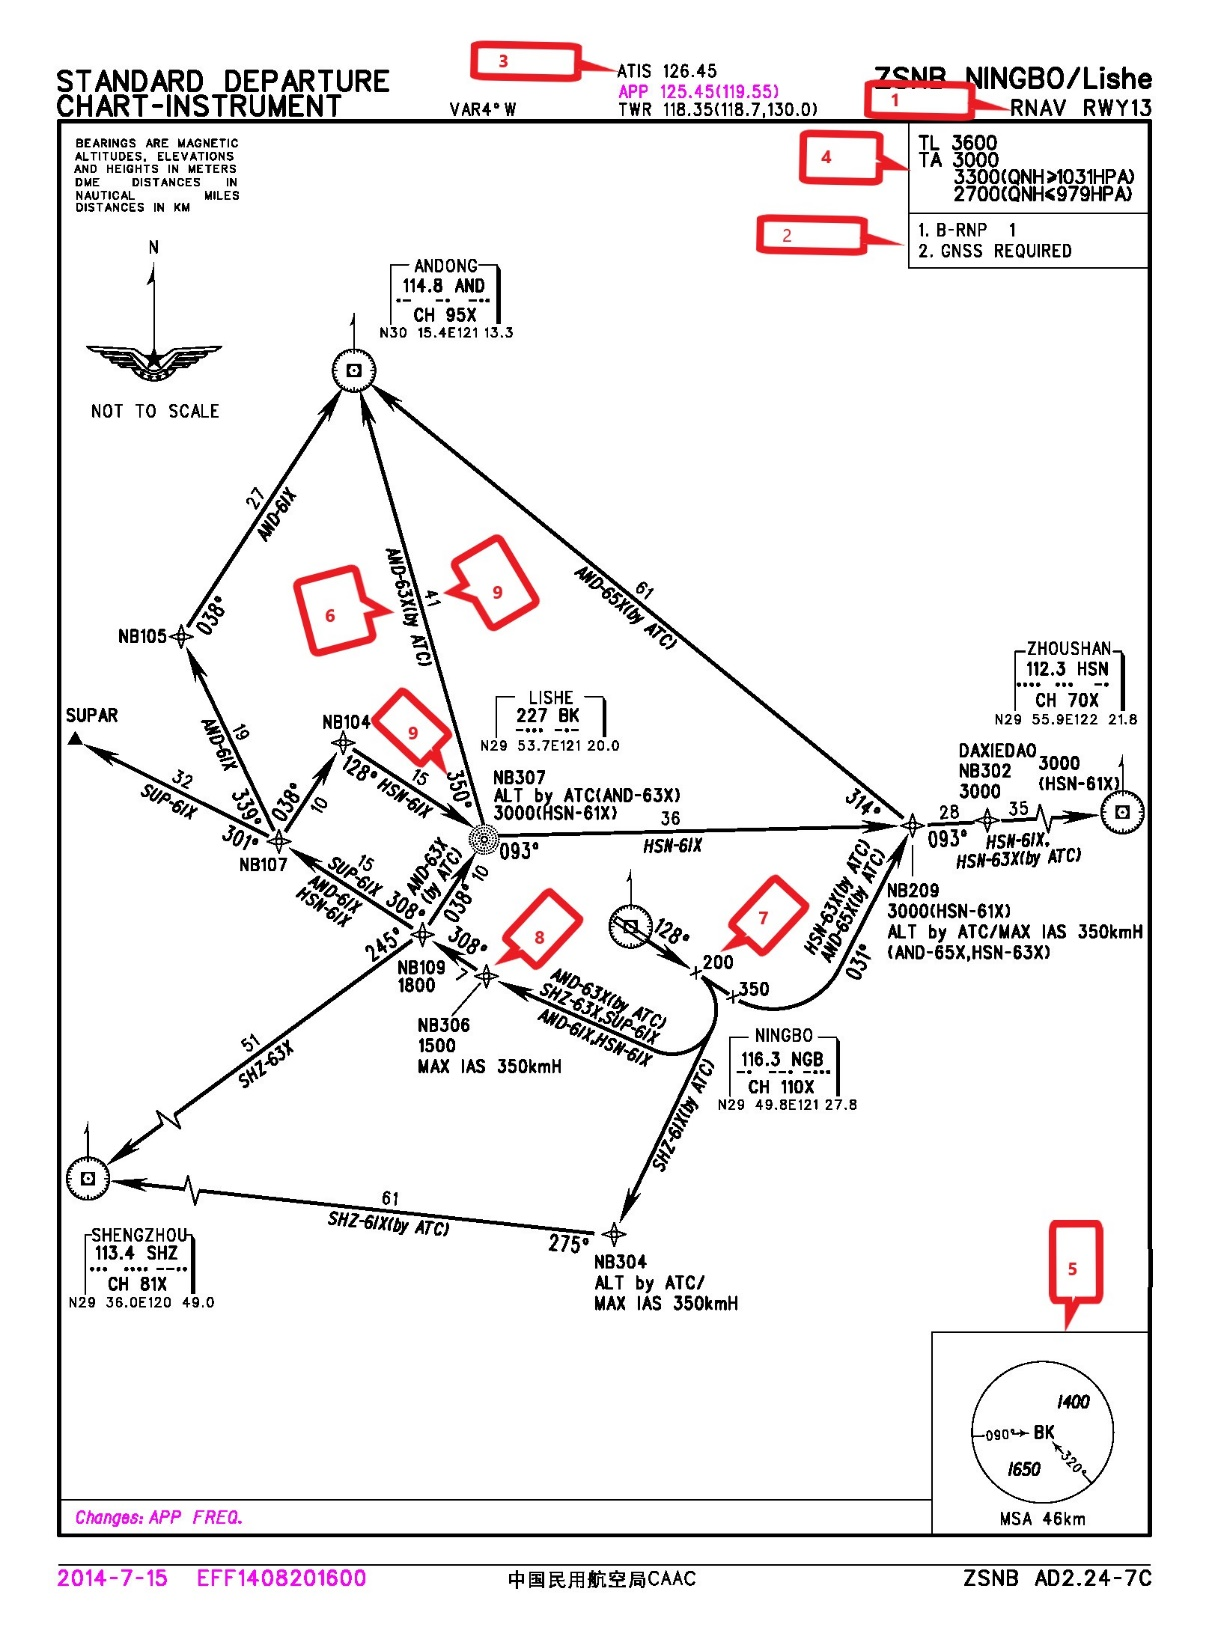 3
ATIS 126.45
STANDARD DEPARTURE
CHART-INSTRUMENT
VAR4°W
APP 125.45(119.55)
TWR 118.35(118.7,130.0)
ZSNB NINGBO/Lishe
1
RNAV RWY13
BEARINGS ARE MAGNETIC
ALTITUDES, ELEVATIONS
AND HEIGHTS IN METERS
DME DISTANCES IN
NAUTICAL MILES
DISTANCES IN KM
4
TL 3600
TA 3000
3300(QNH≥1031HPA)
2700(QNH≤979HPA)
2
1. B-RNP 1
2. GNSS REQUIRED
N
NOT TO SCALE
ANDONG
114.8 AND
CH 95X
N30 15.4E121 13.3
27
AND-61X
038°
NB105
6
AND-63X(by ATC)
41
9
61
AND-65X(by ATC)
ZHOUSHAN
112.3 HSN
CH 70X
N29 55.9E122 21.8
SUPAR
NB104
9
LISHE
227 BK
N29 53.7E121 20.0
19
AND-61X
32
SUP-61X
339°
301°
038°
10
NB107
15
128° HSN-61X
350°
NB307
ALT by ATC(AND-63X)
3000(HSN-61X)
093°
36
HSN-61X
314°
DAXIEDAO
NB302
3000
3000
(HSN-61X)
28
093°
35
HSN-61X,
HSN-63X(by ATC)
NB209
3000(HSN-61X)
ALT by ATC/MAX IAS 350kmH
(AND-65X,HSN-63X)
15
SUP-61X
AND-61X
HSN-61X
308°
AND-63X
(by ATC)
038°
10
245°
308°
7
NB109
1800
8
NB306
1500
MAX IAS 350kmH
128°
7
200
350
HSN-63X(by ATC)
AND-65X(by ATC)
031°
AND-63X(by ATC)
SHZ-63X,SUP-61X
AND-61X,HSN-61X
NINGBO
116.3 NGB
CH 110X
N29 49.8E121 27.8
51
SHZ-63X
SHZ-61X(by ATC)
61
SHZ-61X(by ATC)
275°
NB304
ALT by ATC/
MAX IAS 350kmH
SHENGZHOU
113.4 SHZ
CH 81X
N29 36.0E120 49.0
5
1400
090°
BK
1650
320°
MSA 46km
Changes: APP FREQ.
2014-7-15 EFF1408201600
中国民用航空局CAAC
ZSNB AD2.24-7C